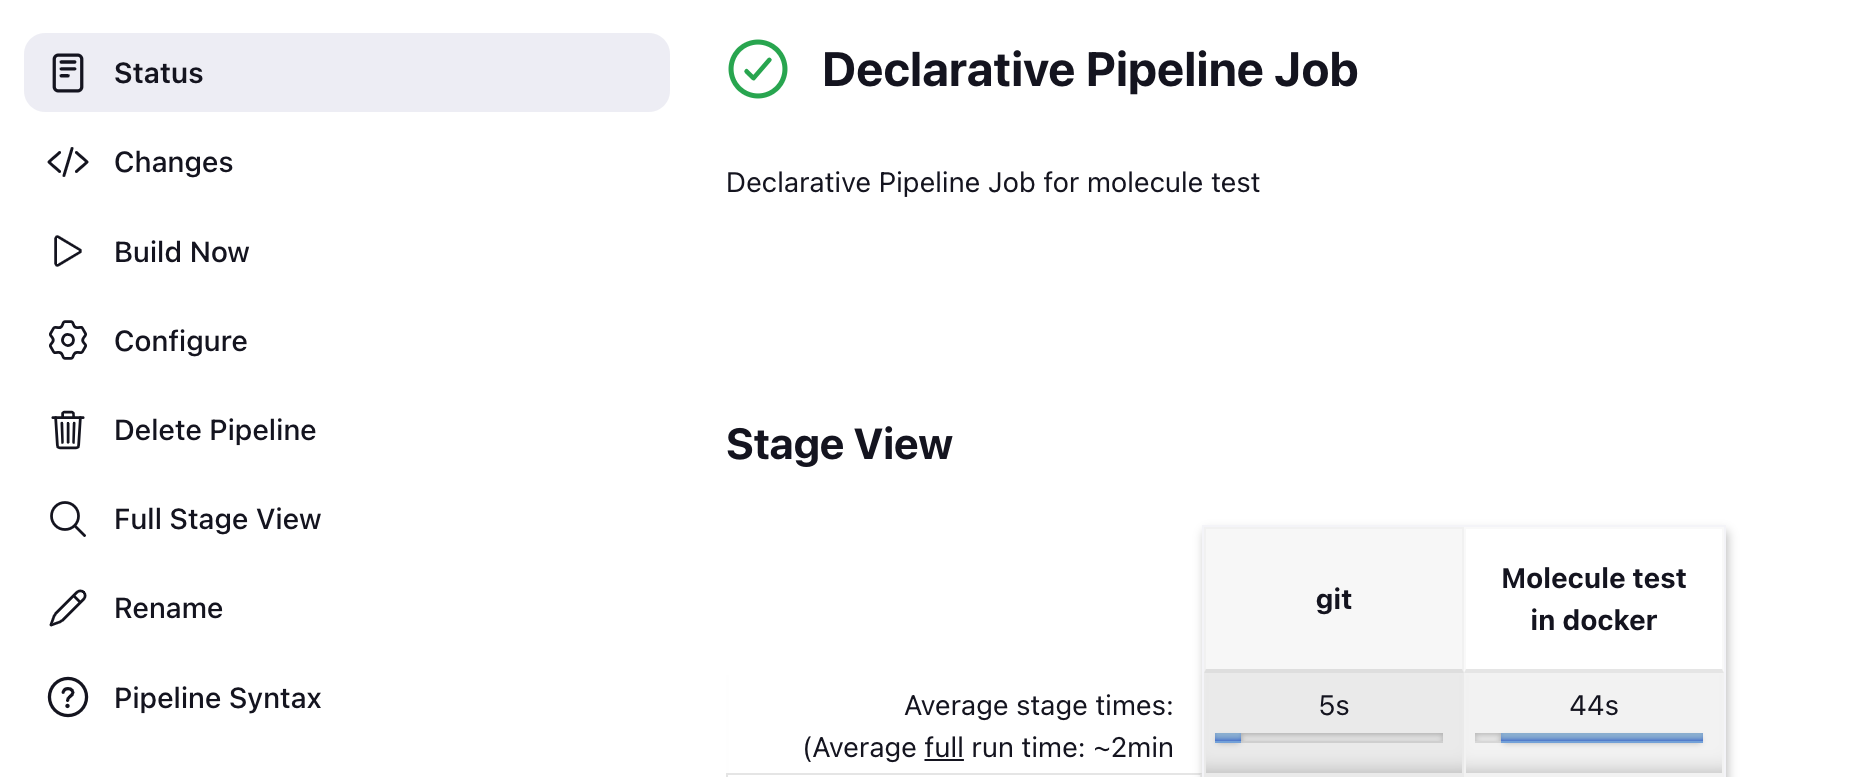 Status
Changes
Build Now
Configure
Delete Pipeline
Full Stage View
Rename
Pipeline Syntax
Declarative Pipeline Job
Declarative Pipeline Job for molecule test
Stage View
git
Molecule test
in docker
Average stage times:
(Average full run time: ~2min
5s
44s